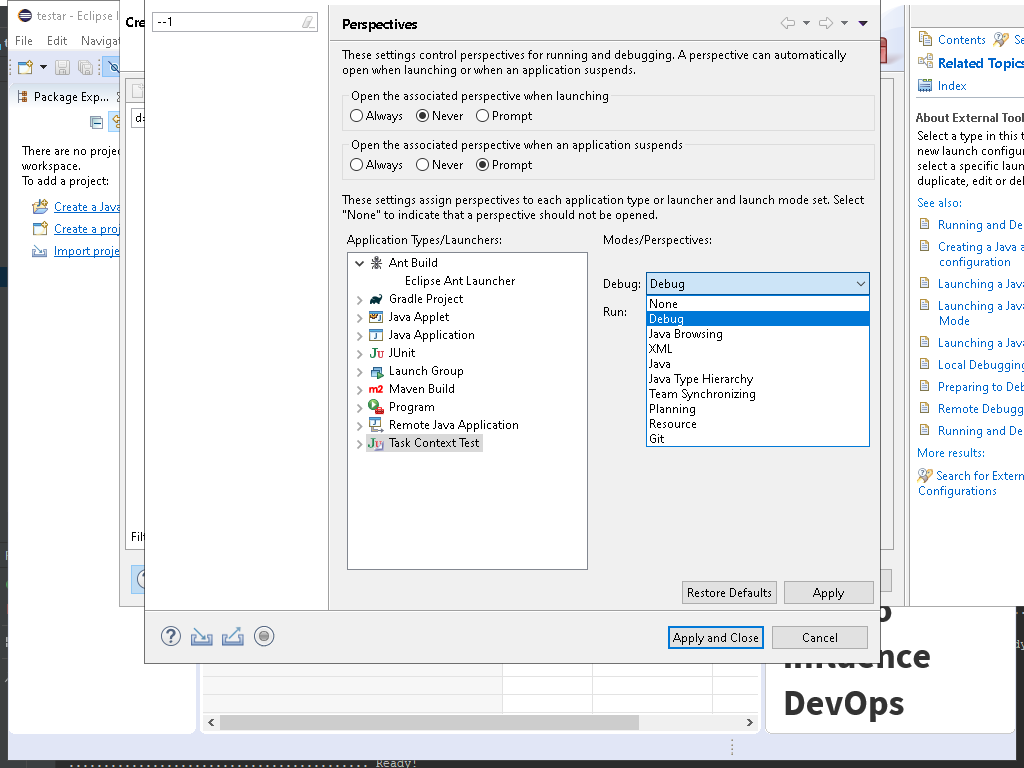 testar - Eclipse I
File Edit Navigat
Package Exp...
There are no projec
workspace.
To add a project:
Create a Java
Create a proj
Import proje
Cre
--1
Perspectives
These settings control perspectives for running and debugging. A perspective can automatically
open when launching or when an application suspends.
Open the associated perspective when launching
Always Never Prompt
Open the associated perspective when an application suspends
Always Never Prompt
These settings assign perspectives to each application type or launcher and launch mode set. Select
"None" to indicate that a perspective should not be opened.
Application Types/Launchers:
Ant Build
Eclipse Ant Launcher
Gradle Project
Java Applet
Java Application
JUnit
Launch Group
Maven Build
Program
Remote Java Application
Task Context Test
Modes/Perspectives:
Debug: Debug
Run:
None
Debug
Java Browsing
XML
Java
Java Type Hierarchy
Team Synchronizing
Planning
Resource
Git
Restore Defaults Apply
Apply and Close Cancel
Filt
Contents Se
Related Topics
Index
About External Tool
Select a type in this t
new launch configur
select a specific laun
duplicate, edit or del
See also:
Running and De
Creating a Java a
configuration
Launching a Java
Launching a Java
Mode
Launching a Java
Local Debugging
Preparing to Deb
Remote Debugg
Running and De
More results:
Search for Extern
Configurations
DevOps
Ready!